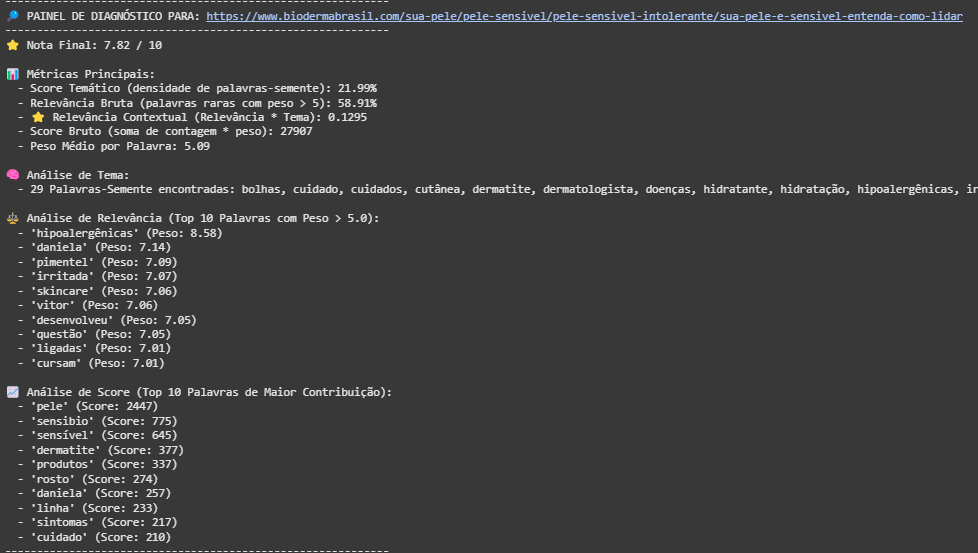 ----------------------------------------------------------------
🔎 PAINEL DE DIAGNÓSTICO PARA: https://www.biodermabrasil.com/sua-pele/pele-sensivel/pele-sensivel-intolerante/sua-pele-e-sensivel-entenda-como-lidar
----------------------------------------------------------------
⭐ Nota Final: 7.82 / 10
📊 Métricas Principais:
- Score Temático (densidade de palavras-semente): 21.99%
- Relevância Bruta (palavras raras com peso > 5): 58.91%
- ⭐ Relevância Contextual (Relevância * Tema): 0.1295
- Score Bruto (soma de contagem * peso): 27907
- Peso Médio por Palavra: 5.09
🧠 Análise de Tema:
- 29 Palavras-Semente encontradas: bolhas, cuidado, cuidados, cutânea, dermatite, dermatologista, doenças, hidratante, hidratação, hipoalergênicas, ir
⚖️ Análise de Relevância (Top 10 Palavras com Peso > 5.0):
- 'hipoalergênicas' (Peso: 8.58)
- 'daniela' (Peso: 7.14)
- 'pimentel' (Peso: 7.09)
- 'irritada' (Peso: 7.07)
- 'skincare' (Peso: 7.06)
- 'vitor' (Peso: 7.06)
- 'desenvolveu' (Peso: 7.05)
- 'questão' (Peso: 7.05)
- 'ligadas' (Peso: 7.01)
- 'cursam' (Peso: 7.01)
📈 Análise de Score (Top 10 Palavras de Maior Contribuição):
- 'pele' (Score: 2447)
- 'sensibio' (Score: 775)
- 'sensível' (Score: 645)
- 'dermatite' (Score: 377)
- 'produtos' (Score: 337)
- 'rosto' (Score: 274)
- 'daniela' (Score: 257)
- 'linha' (Score: 233)
- 'sintomas' (Score: 217)
- 'cuidado' (Score: 210)
----------------------------------------------------------------